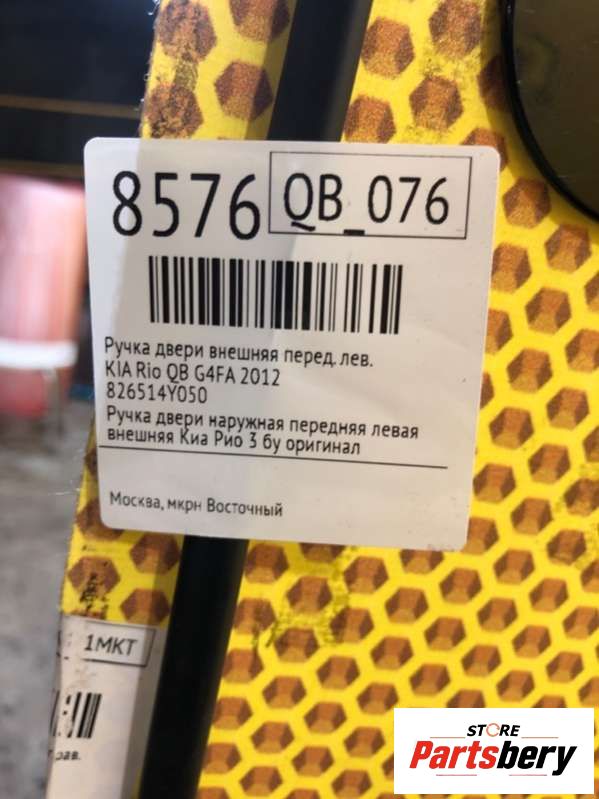 8576 QB_076
Ручка двери внешняя перед. лев.
KIA Rio QB G4FA 2012
826514Y050
Ручка двери наружная передняя левая
внешняя Киа Рио 3 бу оригинал
Москва, мкрн Восточный
1МКТ
рав.
STORE
Partsbery